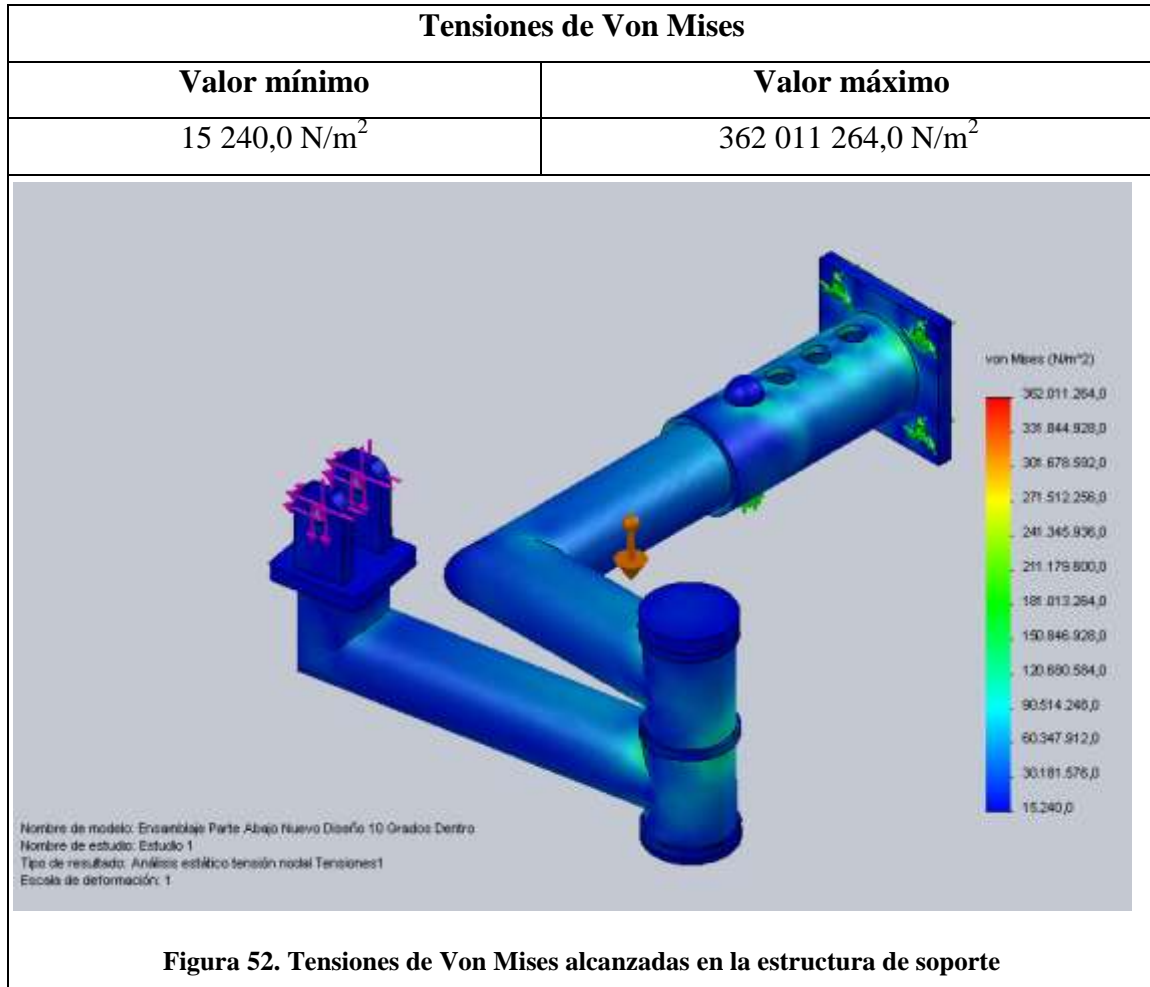 Tensiones de Von Mises
Valor mínimo Valor máximo
15 240,0 N/m² 362 011 264,0 N/m²
von Mises (N/m^2)
362.011.264,0
331.844.928,0
301.678.592,0
271.512.256,0
241.345.936,0
211.179.600,0
181.013.264,0
150.846.928,0
120.680.584,0
90.514.248,0
60.347.912,0
30.181.576,0
15.240,0
Nombre de modelo: Ensamblaje Parte Abajo Nuevo Diseño 10 Grados Dentro
Nombre de estudio: Estudio 1
Tipo de resultado: Análisis estático tensión nodal Tensiones1
Escala de deformación: 1
Figura 52. Tensiones de Von Mises alcanzadas en la estructura de soporte